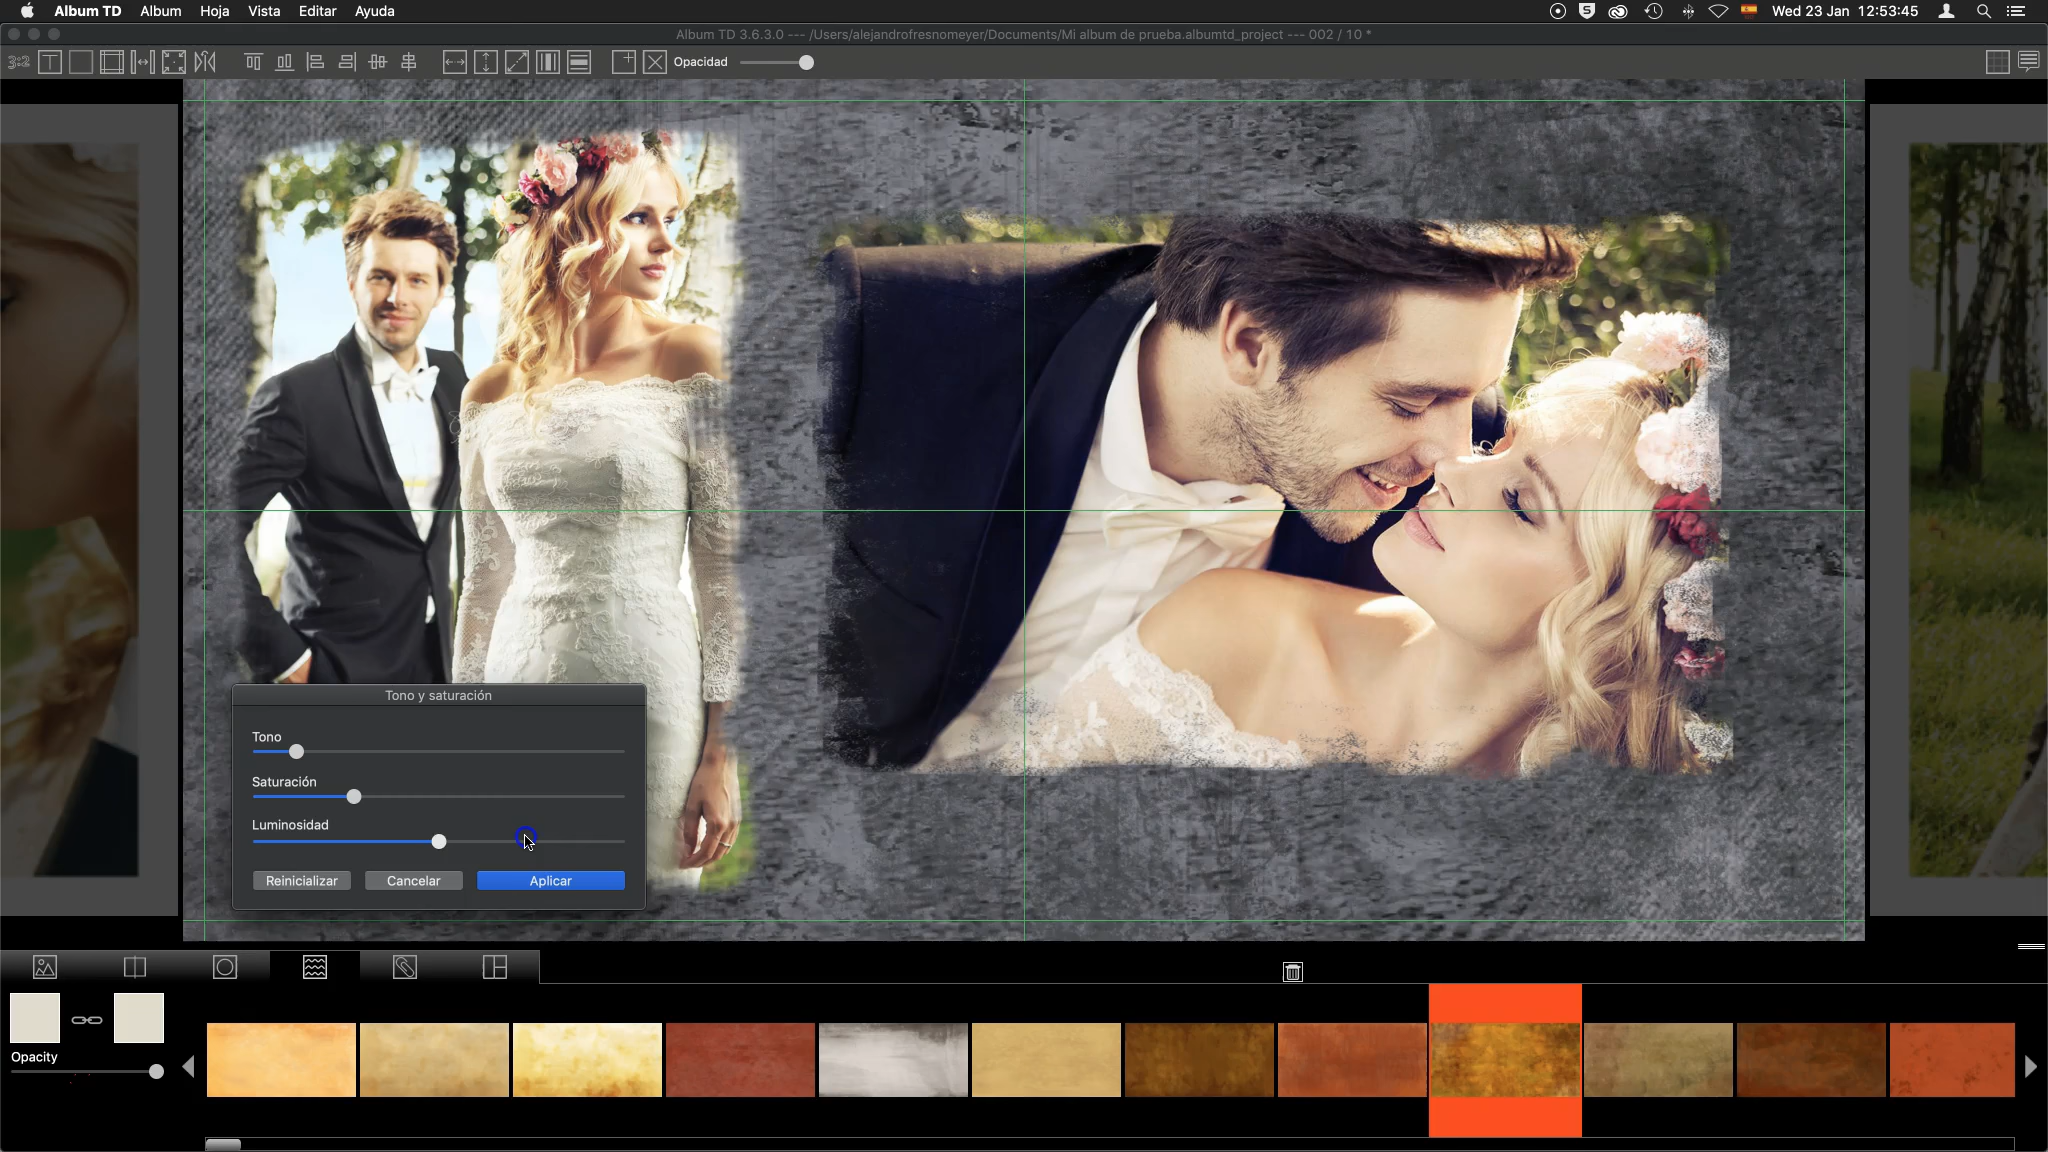 Album TD Album Hoja Vista Editar Ayuda
S Wed 23 Jan 12:53:45
Album TD 3.6.3.0 --- /Users/alejandrofresnomeyer/Documents/Mi album de prueba.albumtd_project --- 002 / 10 *
3:2 T Opacidad
Tono y saturación
Tono
Saturación
Luminosidad
Reinicializar Cancelar Aplicar
Opacity